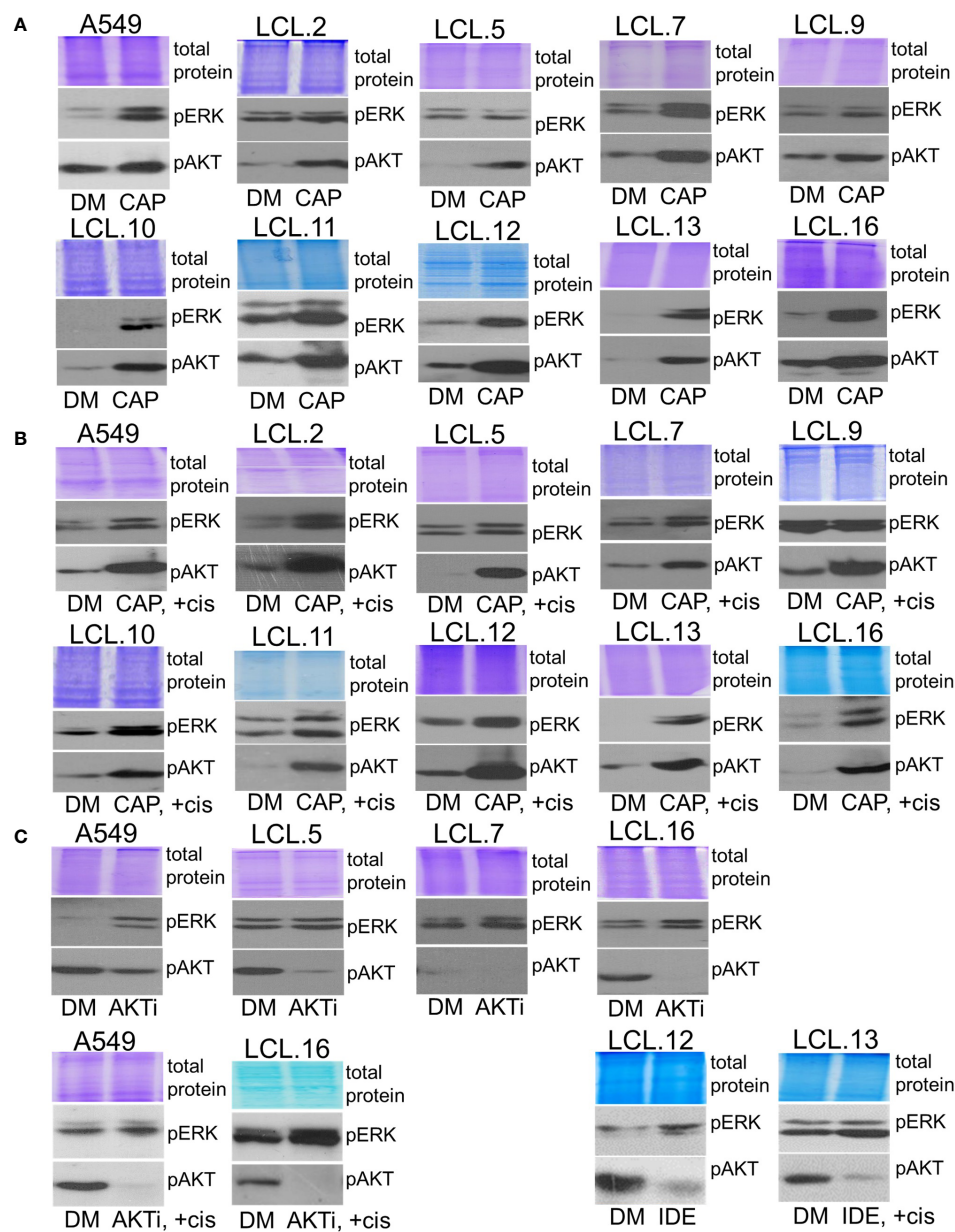 A
A549 LCL.2 LCL.5 LCL.7 LCL.9
total protein total protein total protein total protein total protein
pERK pERK pERK pERK pERK
pAKT pAKT pAKT pAKT pAKT
DM CAP DM CAP DM CAP DM CAP DM CAP
LCL.10 LCL.11 LCL.12 LCL.13 LCL.16
total protein total protein total protein total protein total protein
pERK pERK pERK pERK pERK
pAKT pAKT pAKT pAKT pAKT
DM CAP DM CAP DM CAP DM CAP DM CAP
B
A549 LCL.2 LCL.5 LCL.7 LCL.9
total protein total protein total protein total protein total protein
pERK pERK pERK pERK pERK
pAKT pAKT pAKT pAKT pAKT
DM CAP, +cis DM CAP, +cis DM CAP, +cis DM CAP, +cis DM CAP, +cis
LCL.10 LCL.11 LCL.12 LCL.13 LCL.16
total protein total protein total protein total protein total protein
pERK pERK pERK pERK pERK
pAKT pAKT pAKT pAKT pAKT
DM CAP, +cis DM CAP, +cis DM CAP, +cis DM CAP, +cis DM CAP, +cis
C
A549 LCL.5 LCL.7 LCL.16
total protein total protein total protein total protein
pERK pERK pERK pERK
pAKT pAKT pAKT pAKT
DM AKTi DM AKTi DM AKTi DM AKTi
A549 LCL.16 LCL.12 LCL.13
total protein total protein total protein total protein
pERK pERK pERK pERK
pAKT pAKT pAKT pAKT
DM AKTi, +cis DM AKTi, +cis DM IDE DM IDE, +cis